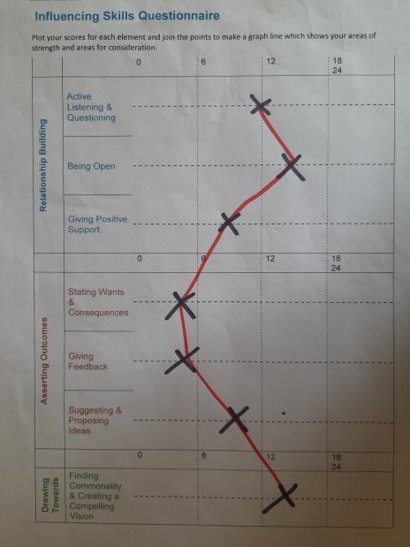 Influencing Skills Questionnaire
Plot your scores for each element and join the points to make a graph line which shows your areas of
strength and areas for consideration.
0 6 12 18
24
Relationship Building
Active
Listening &
Questioning
Being Open
Giving Positive
Support
0 6 12 18
24
Asserting Outcomes
Stating Wants
&
Consequences
Giving
Feedback
Suggesting &
Proposing
Ideas
0 6 12 18
24
Drawing
Towards
Finding
Commonality
& Creating a
Compelling
Vision